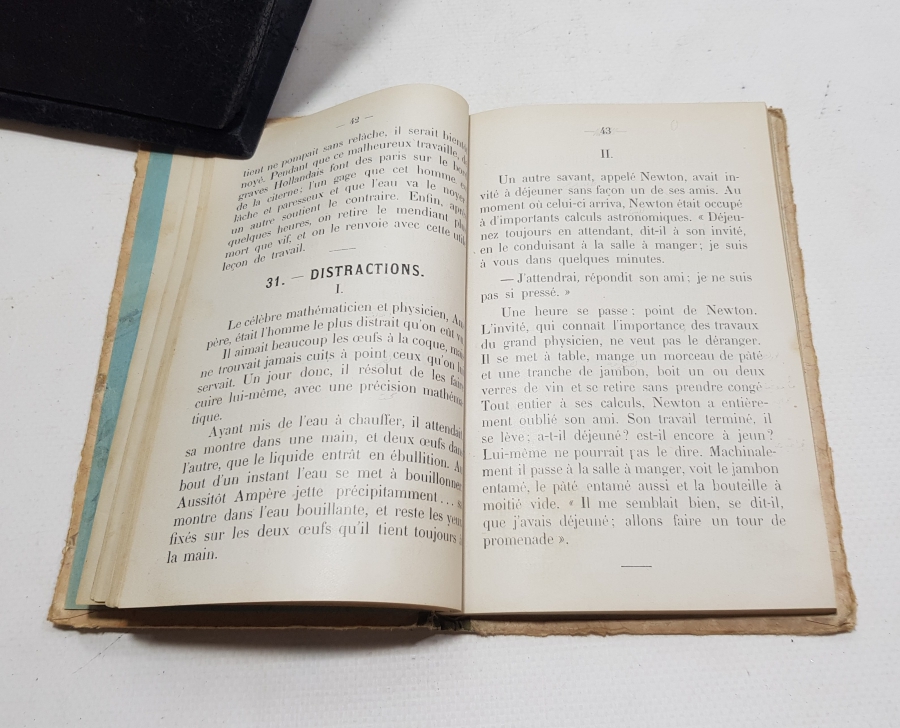 — 42 —
tient ne pompait sans relâche, il serait bientôt
noyé. Pendant que ce malheureux travaille, de
graves Hollandais font des paris sur le bord
de la citerne; l'un gage que cet homme est
lâche et paresseux et que l'eau va le noyer
un autre soutient le contraire. Enfin, après
quelques heures, on retire le mendiant plus
mort que vif, et on le renvoie avec cette utile
leçon de travail.
31. — DISTRACTIONS.
I.
Le célèbre mathématicien et physicien, Am-
père, était l'homme le plus distrait qu'on eût vu
Il aimait beaucoup les œufs à la coque, mais
ne trouvait jamais cuits à point ceux qu'on lui
servait. Un jour donc, il résolut de les faire
cuire lui-même, avec une précision mathéma-
tique.
Ayant mis de l'eau à chauffer, il attendait
sa montre dans une main, et deux œufs dans
l'autre, que le liquide entrât en ébullition. Au
bout d'un instant l'eau se met à bouillonner
Aussitôt Ampère jette précipitamment... sa
montre dans l'eau bouillante, et reste les yeux
fixés sur les deux œufs qu'il tient toujours à
la main.
— 43 —
II.
Un autre savant, appelé Newton, avait in-
vité à déjeuner sans façon un de ses amis. Au
moment où celui-ci arriva, Newton était occupé
à d'importants calculs astronomiques. « Déjeu-
nez toujours en attendant, dit-il à son invité,
en le conduisant à la salle à manger; je suis
à vous dans quelques minutes.
— J'attendrai, répondit son ami; je ne suis
pas si pressé. »
Une heure se passe; point de Newton.
L'invité, qui connaît l'importance des travaux
du grand physicien, ne veut pas le déranger.
Il se met à table, mange un morceau de pâté
et une tranche de jambon, boit un ou deux
verres de vin et se retire sans prendre congé
Tout entier à ses calculs, Newton a entière-
ment oublié son ami. Son travail terminé, il
se lève; a-t-il déjeuné? est-il encore à jeun?
Lui-même ne pourrait pas le dire. Machinale-
ment il passe à la salle à manger, voit le jambon
entamé, le pâté entamé aussi et la bouteille à
moitié vide. « Il me semblait bien, se dit-il,
que j'avais déjeuné; allons faire un tour de
promenade ».